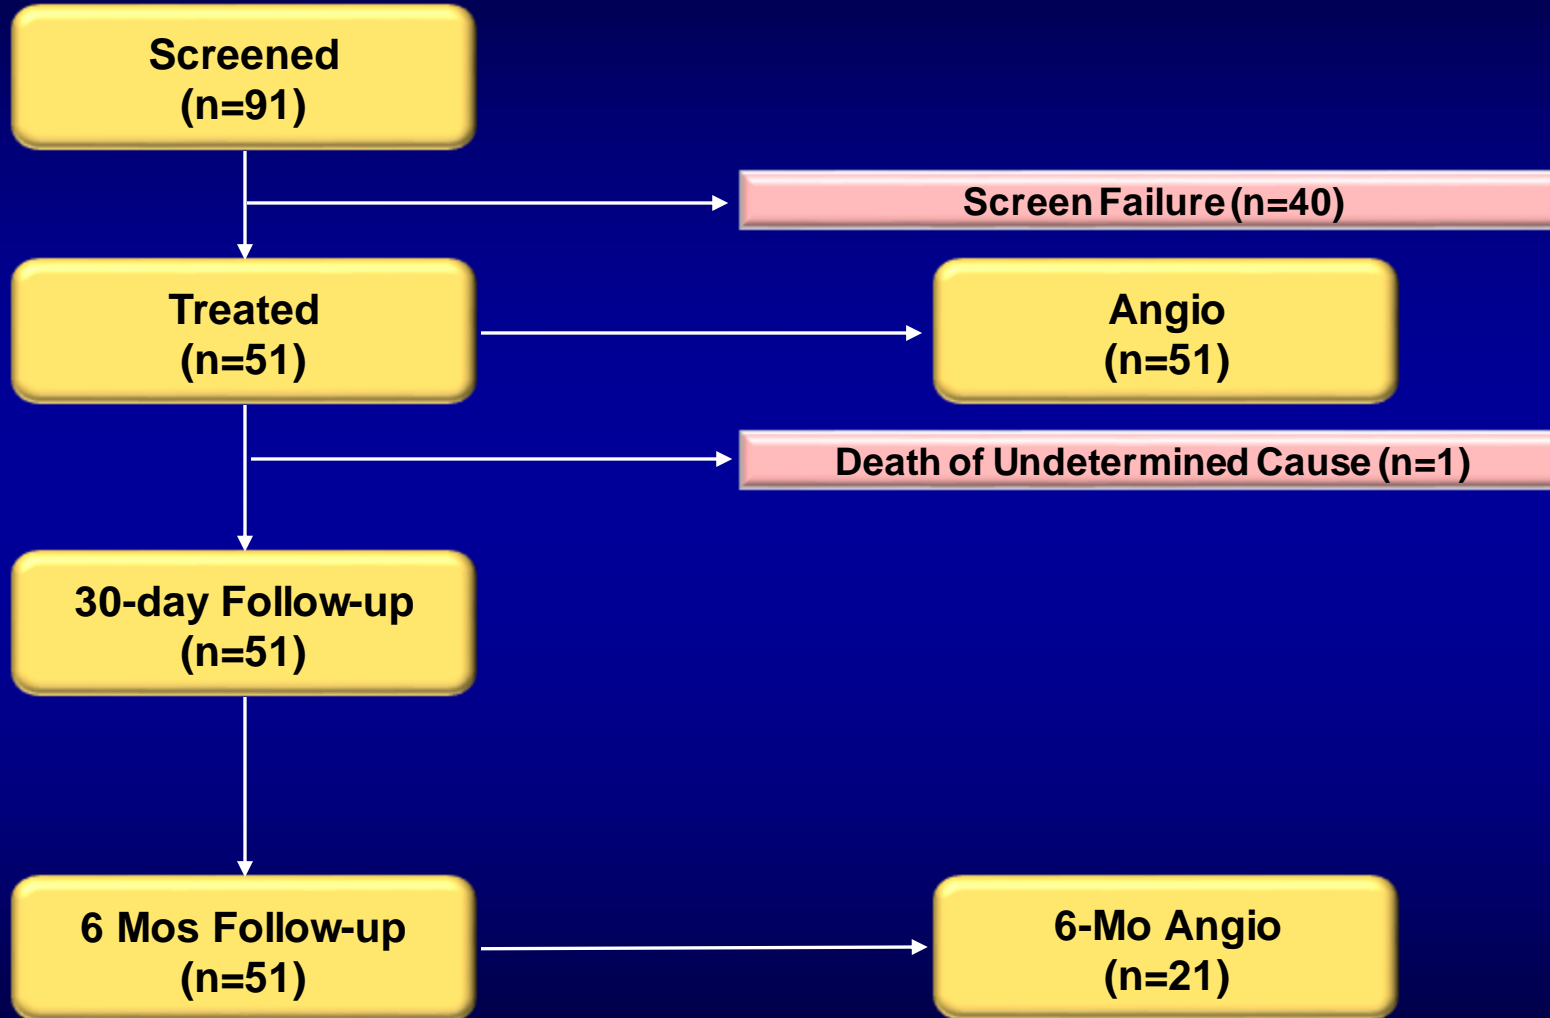 Screened
(n=91)
Screen Failure (n=40)
Treated
(n=51)
Angio
(n=51)
Death of Undetermined Cause (n=1)
30-day Follow-up
(n=51)
6 Mos Follow-up
(n=51)
6-Mo Angio
(n=21)